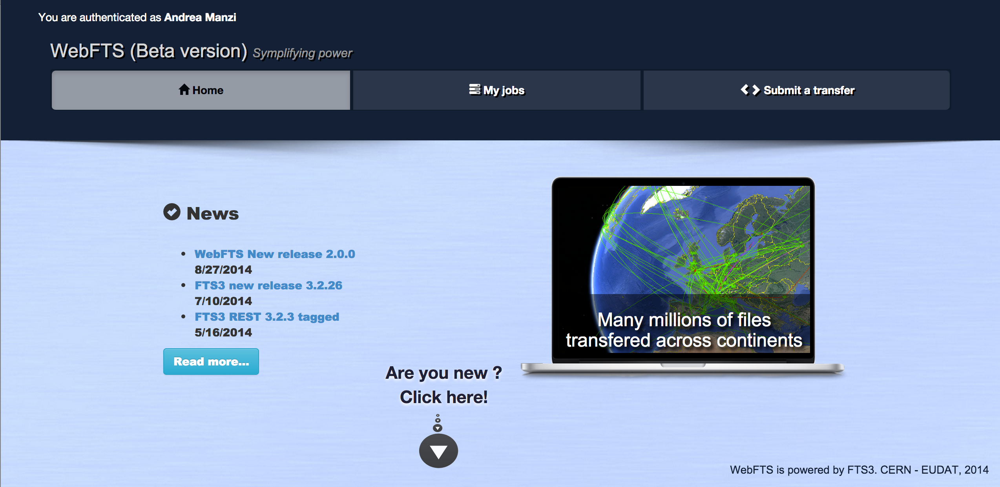 You are authenticated as Andrea Manzi
WebFTS (Beta version) Symplifying power
Home
My jobs
Submit a transfer
News
WebFTS New release 2.0.0
8/27/2014
FTS3 new release 3.2.26
7/10/2014
FTS3 REST 3.2.3 tagged
5/16/2014
Read more...
Many millions of files
transfered across continents
Are you new ?
Click here!
WebFTS is powered by FTS3. CERN - EUDAT, 2014